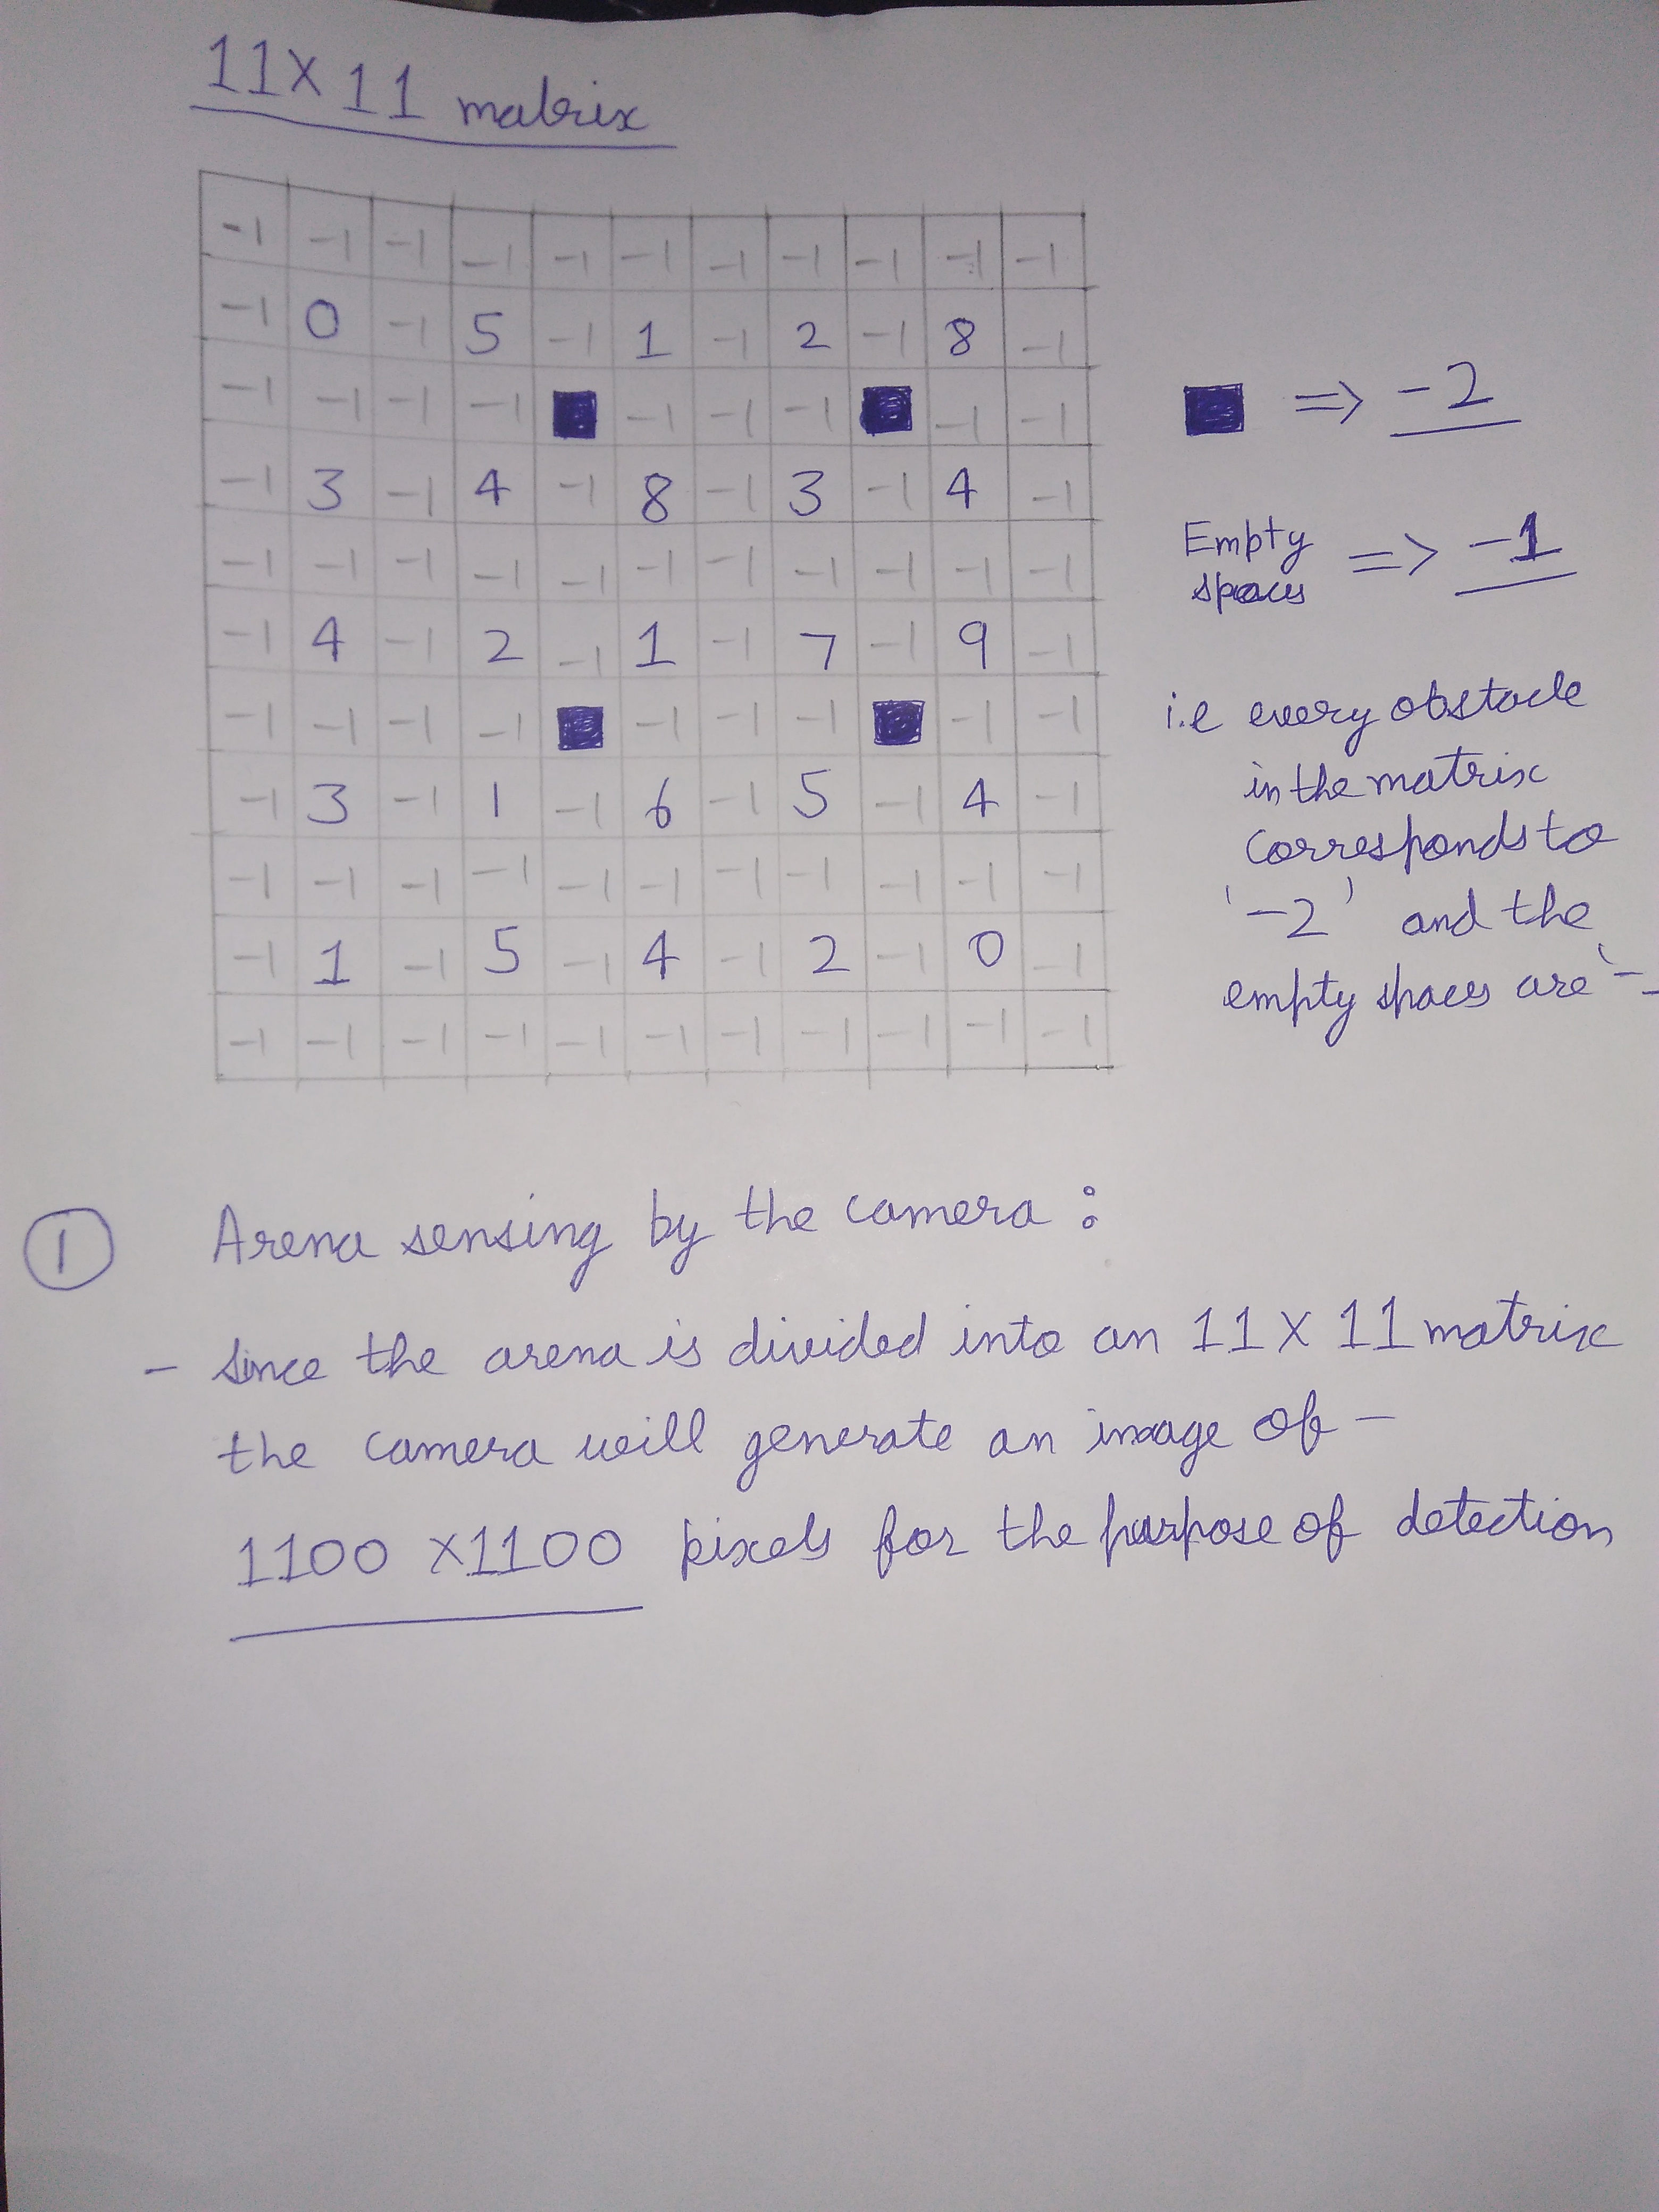 11 X 11 matrix
-1 -1 -1 -1 -1 -1 -1 -1 -1 -1 -1
-1 0 -1 5 -1 1 -1 2 -1 8 -1
-1 -1 -1 -1 -1 -1 -1 -1 -1
-1 3 -1 4 -1 8 -1 3 -1 4 -1
-1 -1 -1 -1 -1 -1 -1 -1 -1 -1 -1
-1 4 -1 2 -1 1 -1 7 -1 9 -1
-1 -1 -1 -1 -1 -1 -1 -1 -1
-1 3 -1 1 -1 6 -1 5 -1 4 -1
-1 -1 -1 -1 -1 -1 -1 -1 -1 -1 -1
-1 1 -1 5 -1 4 -1 2 -1 0 -1
-1 -1 -1 -1 -1 -1 -1 -1 -1 -1 -1
=> -2
Empty
spaces => -1
i.e every obstacle
in the matrix
corresponds to
'-2' and the
empty spaces are '-
1 Arena sensing by the camera :
- Since the arena is divided into an 11 X 11 matrix
the camera will generate an image of -
1100 X 1100 pixels for the purpose of detection